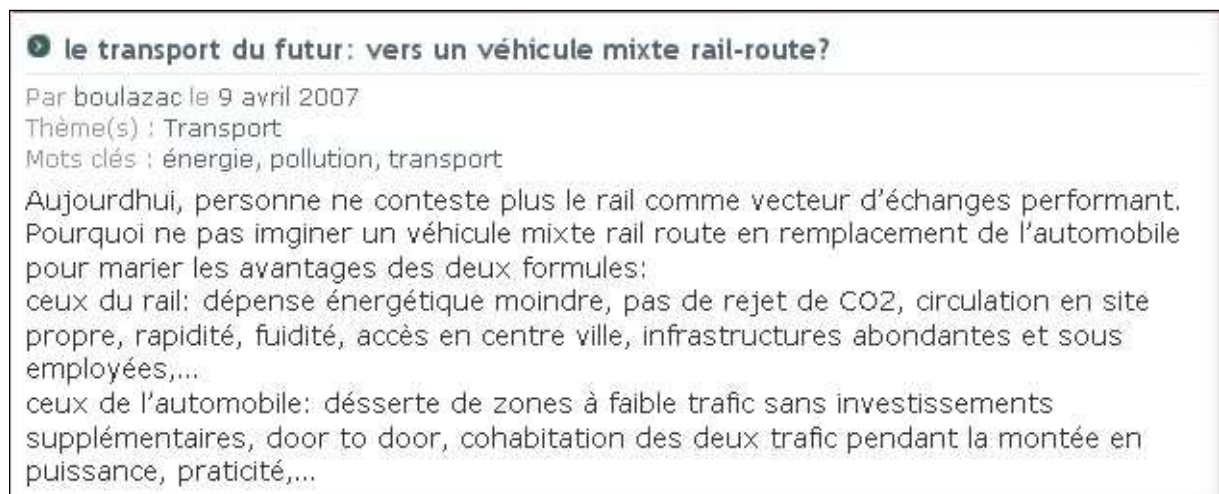 le transport du futur: vers un véhicule mixte rail-route?
Par boulazac le 9 avril 2007
Thème(s) : Transport
Mots clés : énergie, pollution, transport
Aujourdhui, personne ne conteste plus le rail comme vecteur d'échanges performant.
Pourquoi ne pas imginer un véhicule mixte rail route en remplacement de l'automobile
pour marier les avantages des deux formules:
ceux du rail: dépense énergétique moindre, pas de rejet de CO2, circulation en site
propre, rapidité, fuidité, accès en centre ville, infrastructures abondantes et sous
employées,...
ceux de l'automobile: désserte de zones à faible trafic sans investissements
supplémentaires, door to door, cohabitation des deux trafic pendant la montée en
puissance, praticité,...